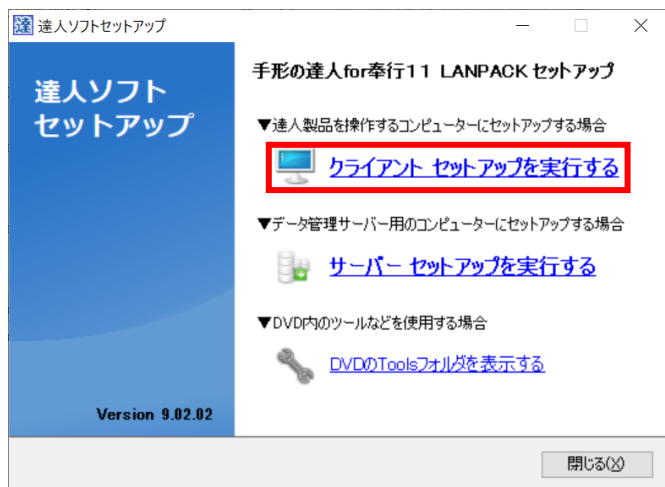 達 達人ソフトセットアップ
達人ソフト
セットアップ
手形の達人for奉行11 LANPACK セットアップ
▼達人製品を操作するコンピューターにセットアップする場合
クライアント セットアップを実行する
▼データ管理サーバー用のコンピューターにセットアップする場合
サーバー セットアップを実行する
▼DVD内のツールなどを使用する場合
DVDのToolsフォルダを表示する
Version 9.02.02
閉じる(X)